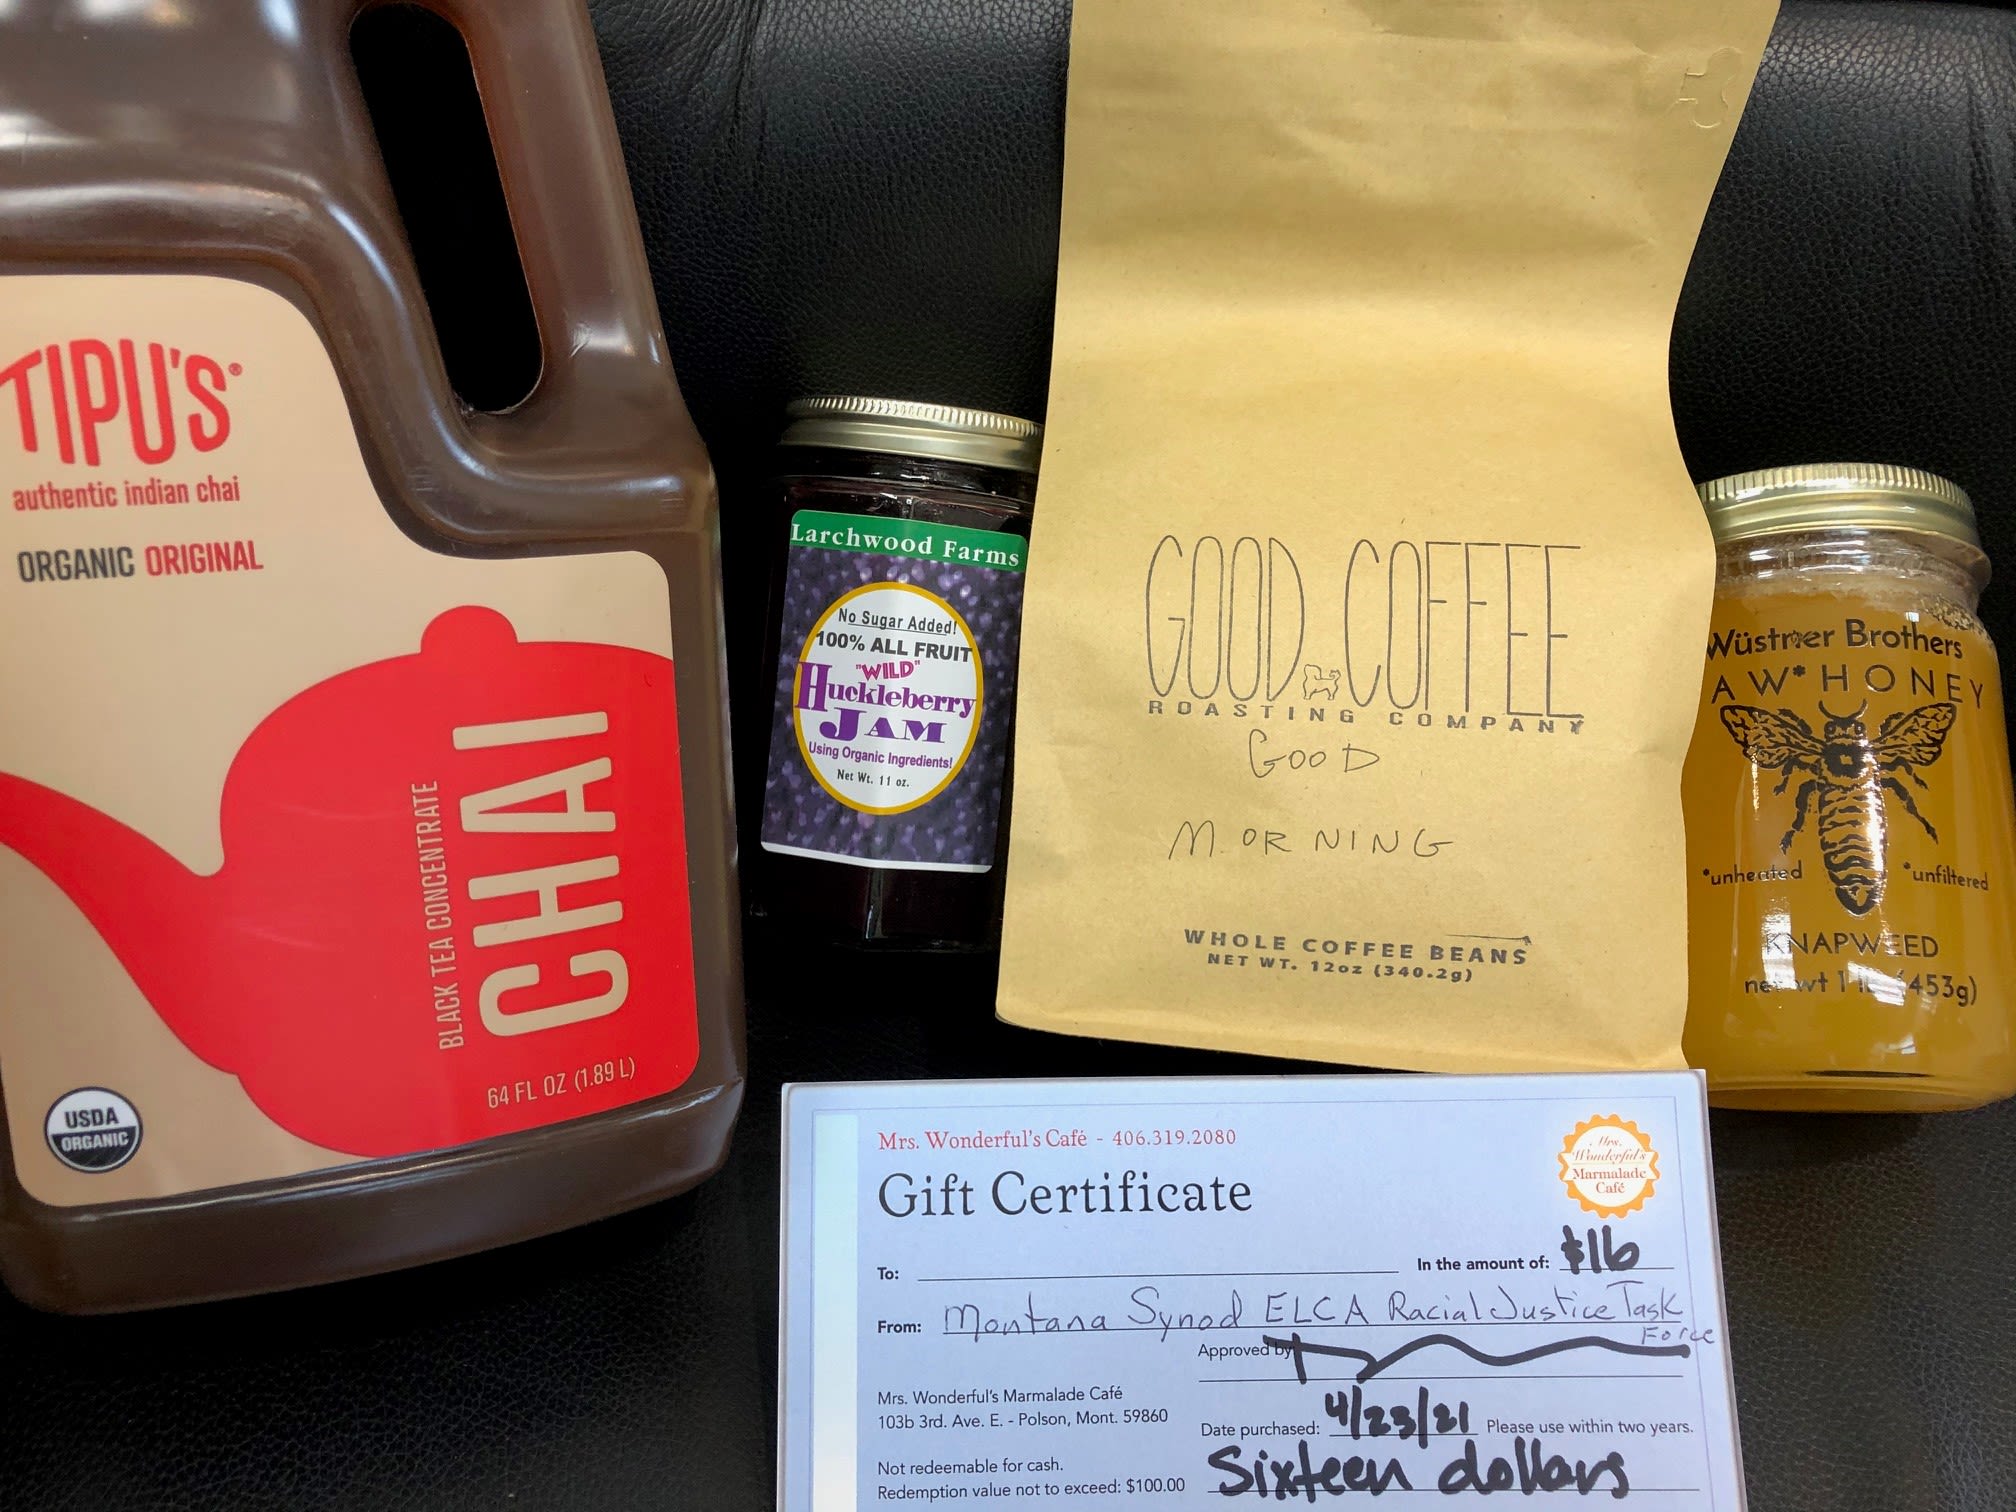 TIPU'S®
authentic indian chai
ORGANIC ORIGINAL
BLACK TEA CONCENTRATE
CHAI
64 FL OZ (1.89 L)
USDA
ORGANIC
Larchwood Farms
No Sugar Added!
100% ALL FRUIT
"WILD"
Huckleberry
JAM
Using Organic Ingredients!
Net Wt. 11 oz.
GOOD COFFEE
ROASTING COMPANY
GOOD
MORNING
WHOLE COFFEE BEANS
NET WT. 12oz (340.2g)
Wüstner Brothers
AW*HONEY
*unheated
*unfiltered
KNAPWEED
net wt 1 lb (453g)
Mrs. Wonderful's Café - 406.319.2080
Gift Certificate
Mrs.
Wonderful's
Marmalade
Café
To:
In the amount of: $16
From: Montana Synod ELCA Racial Justice Task
Force
Approved by:
Mrs. Wonderful's Marmalade Café
103b 3rd. Ave. E. - Polson, Mont. 59860
Date purchased: 4/23/21 Please use within two years.
Not redeemable for cash.
Redemption value not to exceed: $100.00
Sixteen dollars